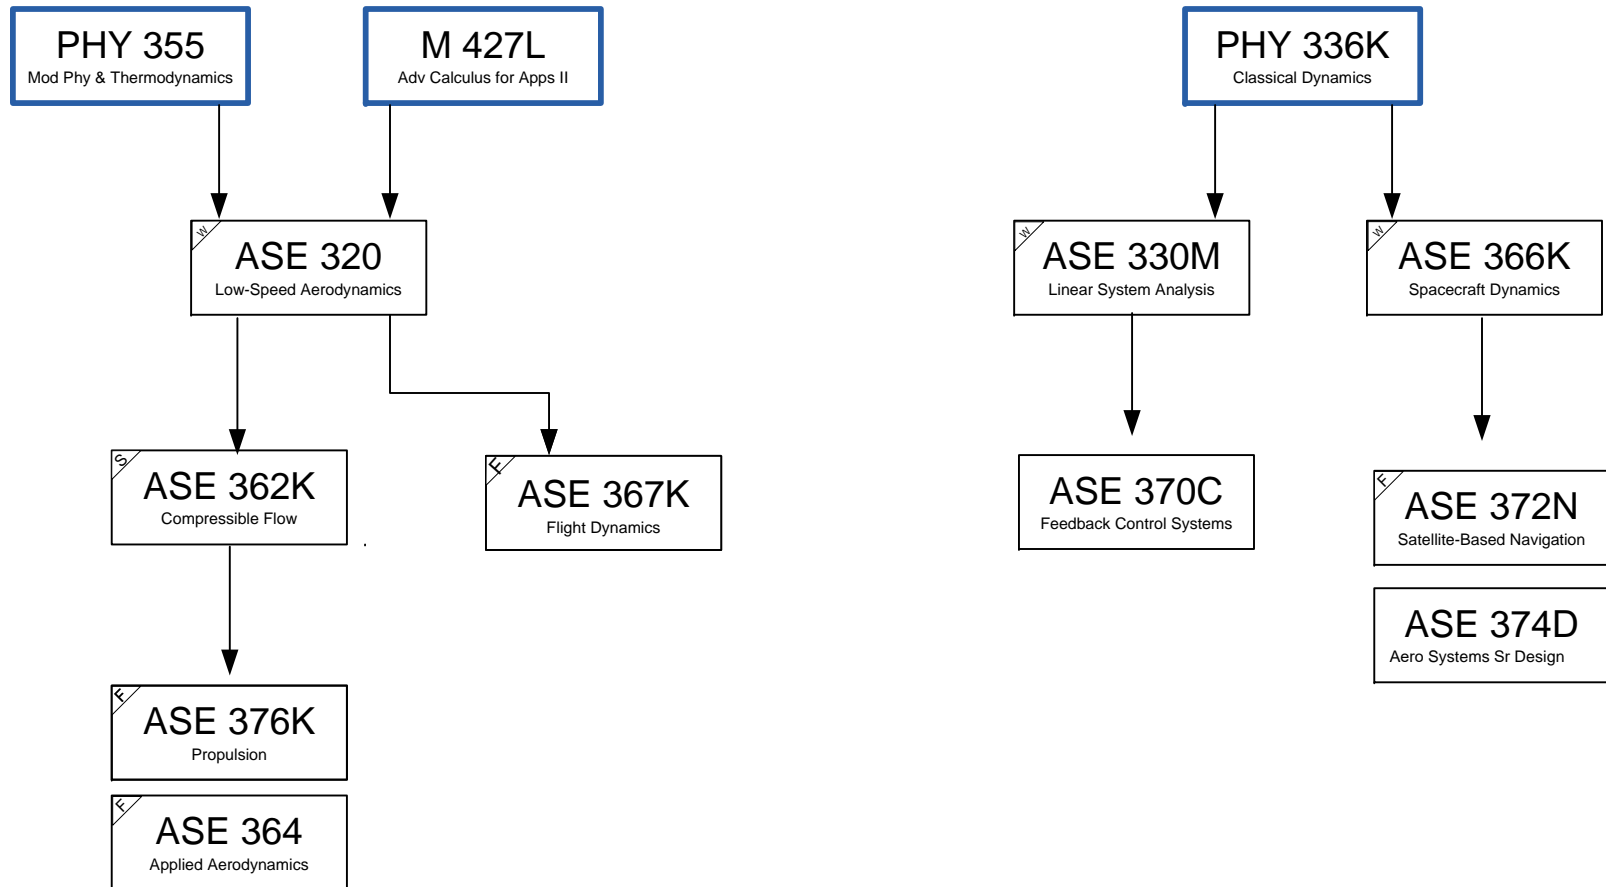 PHY 355
Mod Phy & Thermodynamics
M 427L
Adv Calculus for Apps II
PHY 336K
Classical Dynamics
W
ASE 320
Low-Speed Aerodynamics
W
ASE 330M
Linear System Analysis
W
ASE 366K
Spacecraft Dynamics
S
ASE 362K
Compressible Flow
.
F
ASE 367K
Flight Dynamics
ASE 370C
Feedback Control Systems
F
ASE 372N
Satellite-Based Navigation
ASE 374D
Aero Systems Sr Design
F
ASE 376K
Propulsion
F
ASE 364
Applied Aerodynamics